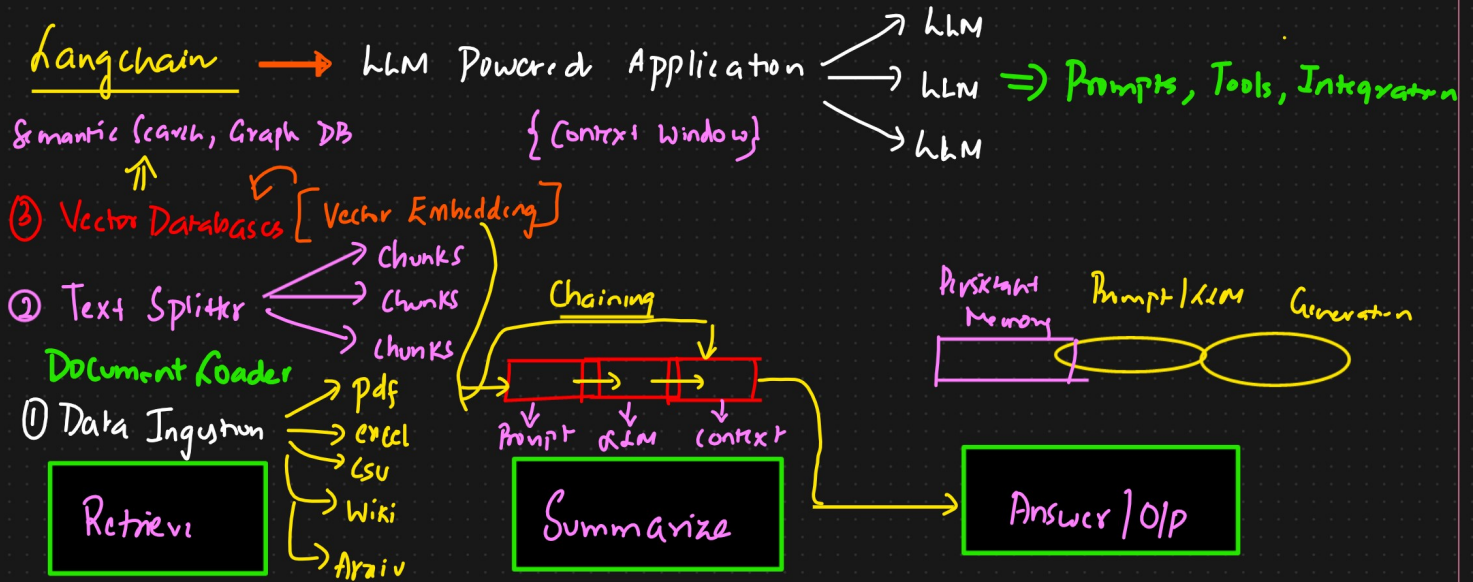 Langchain → LLM Powered Application → LLM
LLM ⇒ Prompts, Tools, Integration
LLM
Semantic Search, Graph DB
{Context Window}
③ Vector Databases [Vector Embedding]
② Text Splitter
Chunks
Chunks
Chunks
Document Loader
① Data Ingestion
Pdf
excel
CSV
Wiki
Arxiv
Retrieve
Chaining
Prompt
LLM
Context
Summarize
Persistant
Memory
Prompt/LLM
Generation
Answer/O/p